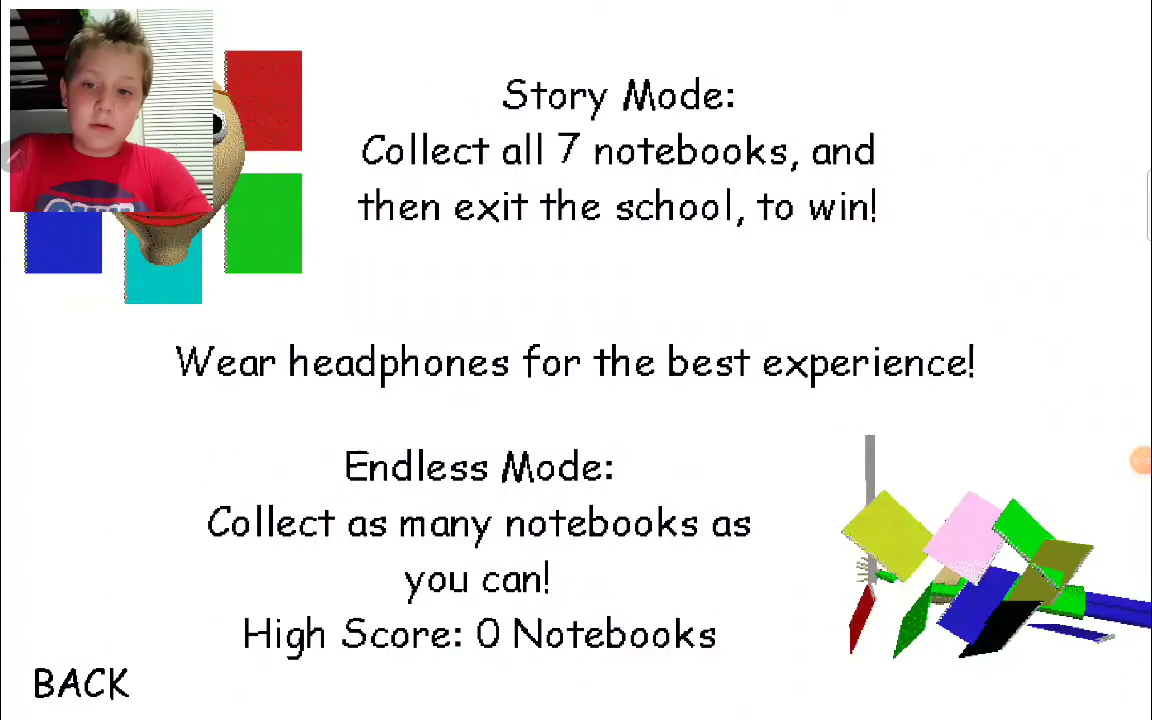 Story Mode:
Collect all 7 notebooks, and
then exit the school, to win!
Wear headphones for the best experience!
Endless Mode:
Collect as many notebooks as
you can!
High Score: 0 Notebooks
BACK